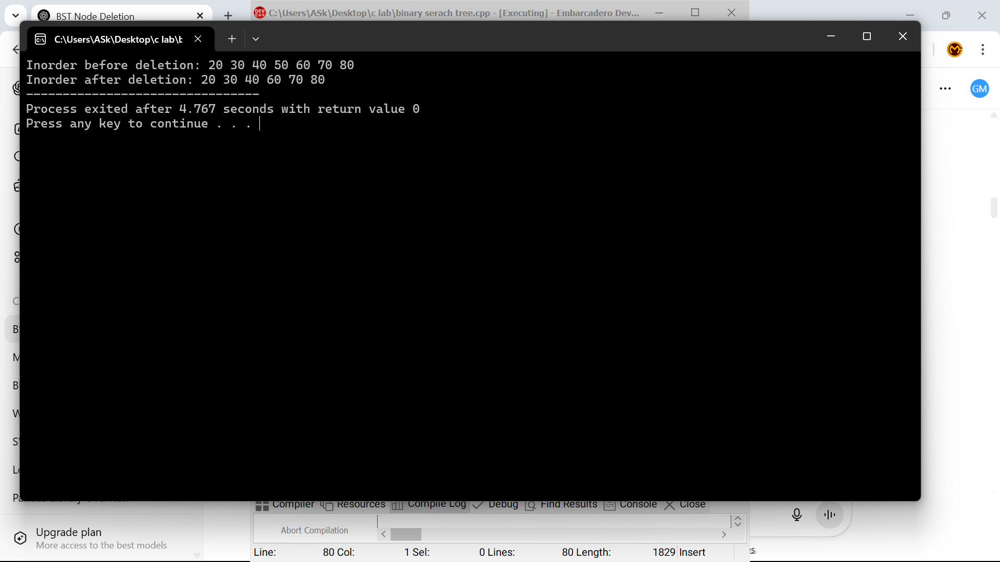 BST Node Deletion
C:\Users\ASk\Desktop\c lab\binary serach tree.cpp - [Executing] - Embarcadero Dev...
C:\Users\ASk\Desktop\c lab\b
GM
Inorder before deletion: 20 30 40 50 60 70 80
Inorder after deletion: 20 30 40 60 70 80
--------------------------------
Process exited after 4.767 seconds with return value 0
Press any key to continue . . .
Compiler Resources Compile Log Debug Find Results Console Close
Abort Compilation
Upgrade plan
More access to the best models
Line: 80 Col: 1 Sel: 0 Lines: 80 Length: 1829 Insert